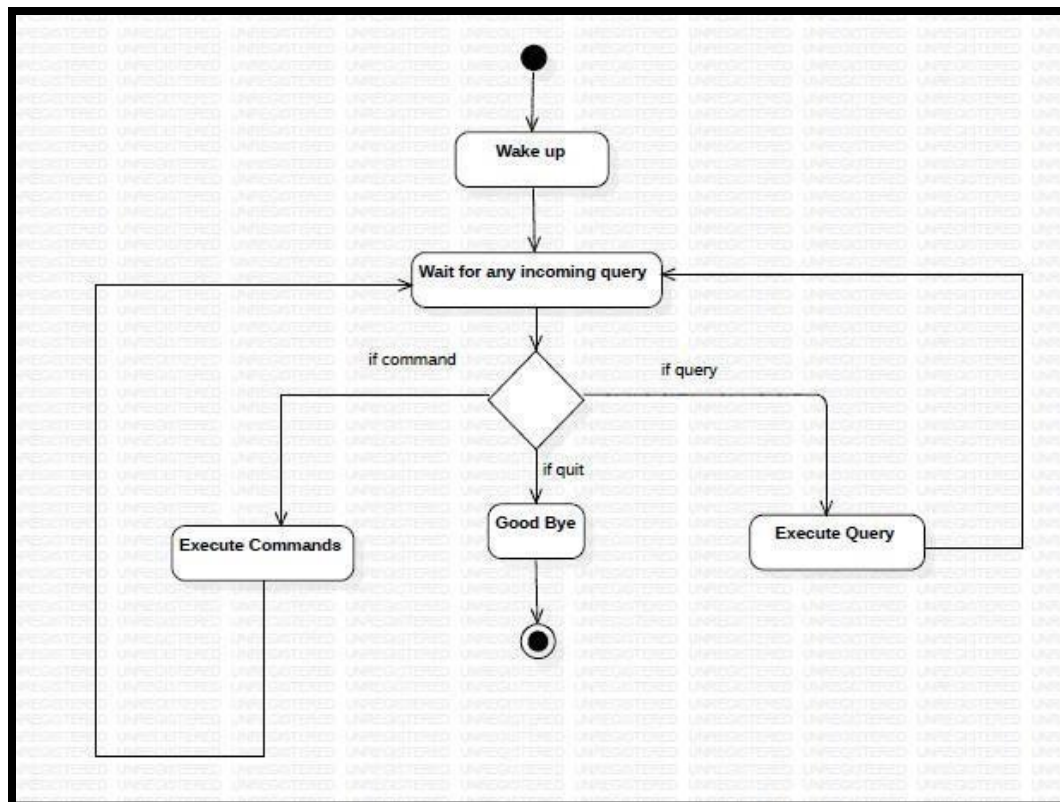 Wake up
Wait for any incoming query
if command
if query
if quit
Good Bye
Execute Commands
Execute Query
UNREGISTERED